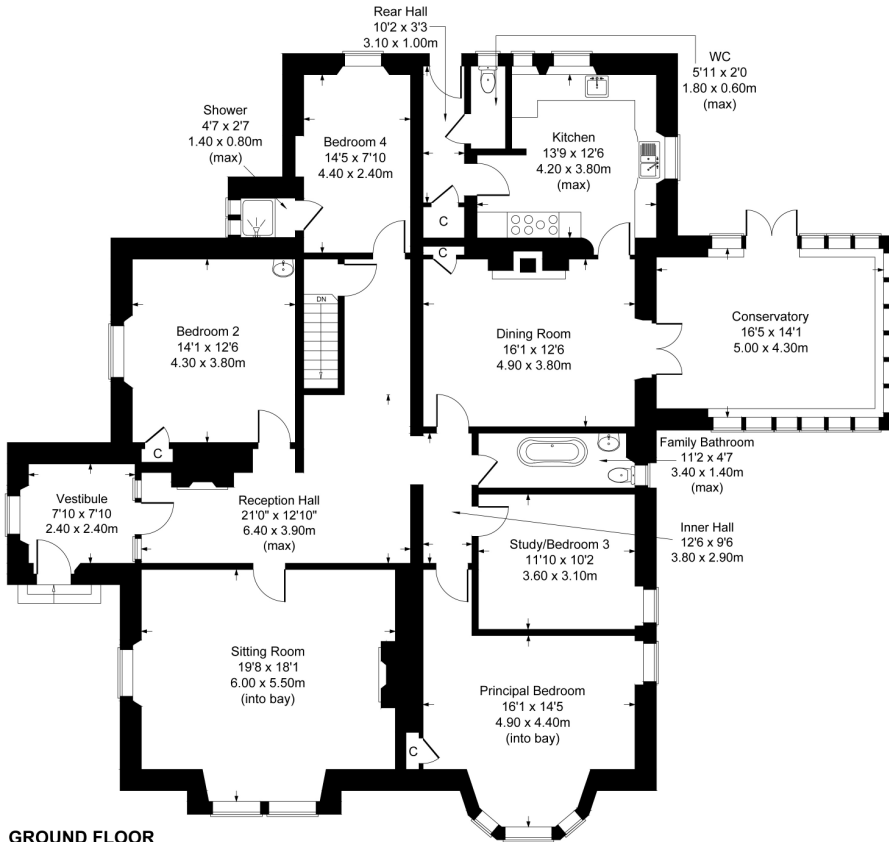 Rear Hall
10'2 x 3'3
3.10 x 1.00m
WC
5'11 x 2'0
1.80 x 0.60m
(max)
Shower
4'7 x 2'7
1.40 x 0.80m
(max)
Bedroom 4
14'5 x 7'10
4.40 x 2.40m
Kitchen
13'9 x 12'6
4.20 x 3.80m
(max)
C
C
DN
Bedroom 2
14'1 x 12'6
4.30 x 3.80m
Dining Room
16'1 x 12'6
4.90 x 3.80m
Conservatory
16'5 x 14'1
5.00 x 4.30m
C
Family Bathroom
11'2 x 4'7
3.40 x 1.40m
(max)
Vestibule
7'10 x 7'10
2.40 x 2.40m
Reception Hall
21'0" x 12'10"
6.40 x 3.90m
(max)
Inner Hall
12'6 x 9'6
3.80 x 2.90m
Study/Bedroom 3
11'10 x 10'2
3.60 x 3.10m
Sitting Room
19'8 x 18'1
6.00 x 5.50m
(into bay)
Principal Bedroom
16'1 x 14'5
4.90 x 4.40m
(into bay)
C
GROUND FLOOR